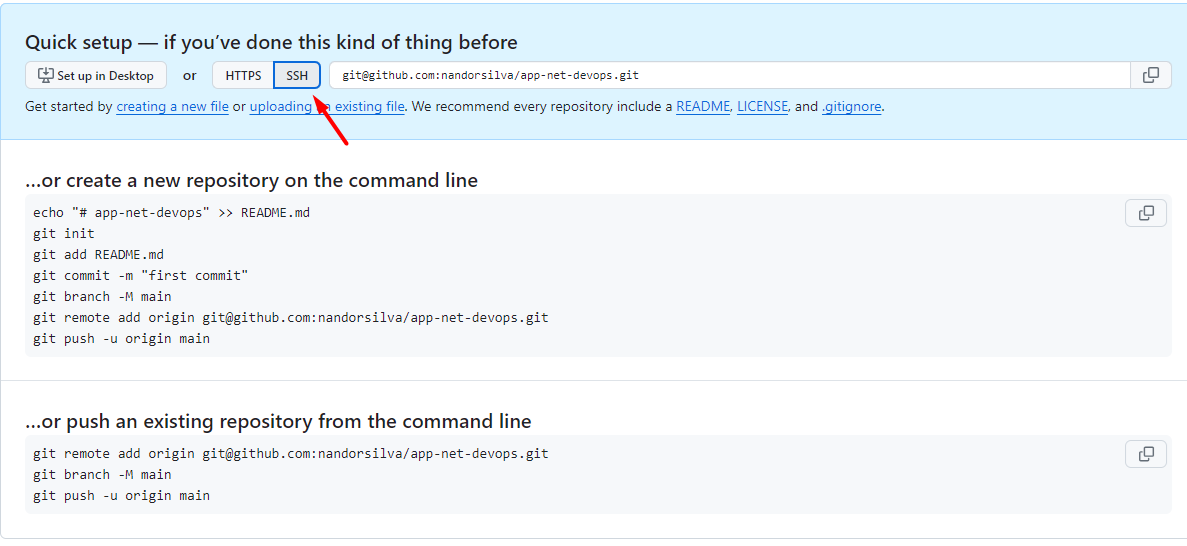 Quick setup — if you’ve done this kind of thing before
Set up in Desktop or HTTPS SSH git@github.com:nandorsilva/app-net-devops.git
Get started by creating a new file or uploading an existing file. We recommend every repository include a README, LICENSE, and .gitignore.
…or create a new repository on the command line
echo "# app-net-devops" >> README.md
git init
git add README.md
git commit -m "first commit"
git branch -M main
git remote add origin git@github.com:nandorsilva/app-net-devops.git
git push -u origin main
…or push an existing repository from the command line
git remote add origin git@github.com:nandorsilva/app-net-devops.git
git branch -M main
git push -u origin main